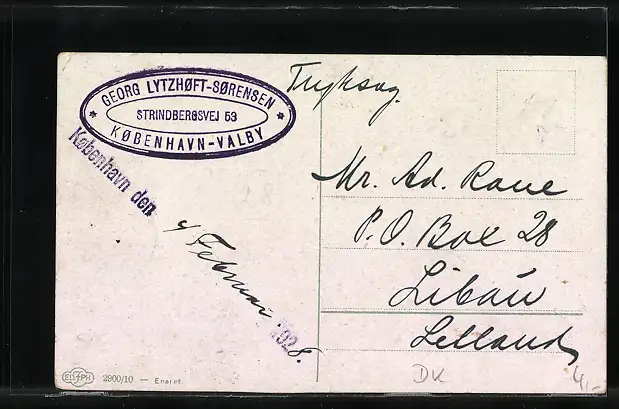 GEORG LYTZHØFT-SØRENSEN
STRINDBERGSVEJ 53
KØBENHAVN-VALBY
København den
Februar 1928.
Tryksag.
Mr. Ad. Rone
P.O. Box 28
Libau
Lettland
DK
4,-
2900/10 — Eneret